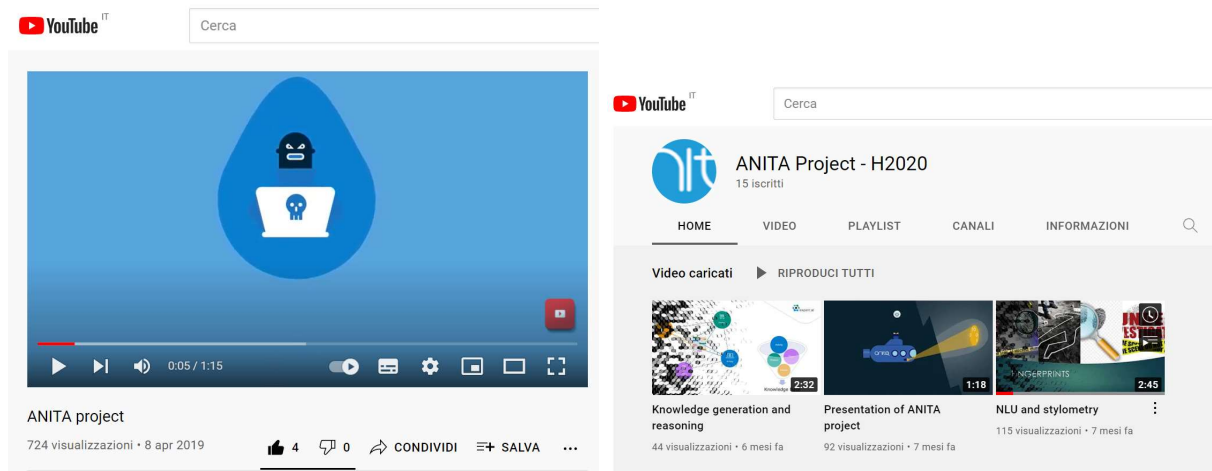 YouTube IT
Cerca
0:05 / 1:15
ANITA project
724 visualizzazioni • 8 apr 2019
4
0
CONDIVIDI
SALVA
YouTube IT
Cerca
ANITA Project - H2020
15 iscritti
HOME
VIDEO
PLAYLIST
CANALI
INFORMAZIONI
Video caricati
RIPRODUCI TUTTI
2:32
1:18
FINGERPRINTS
2:45
Knowledge generation and
reasoning
44 visualizzazioni • 6 mesi fa
Presentation of ANITA
project
92 visualizzazioni • 7 mesi fa
NLU and stylometry
115 visualizzazioni • 7 mesi fa